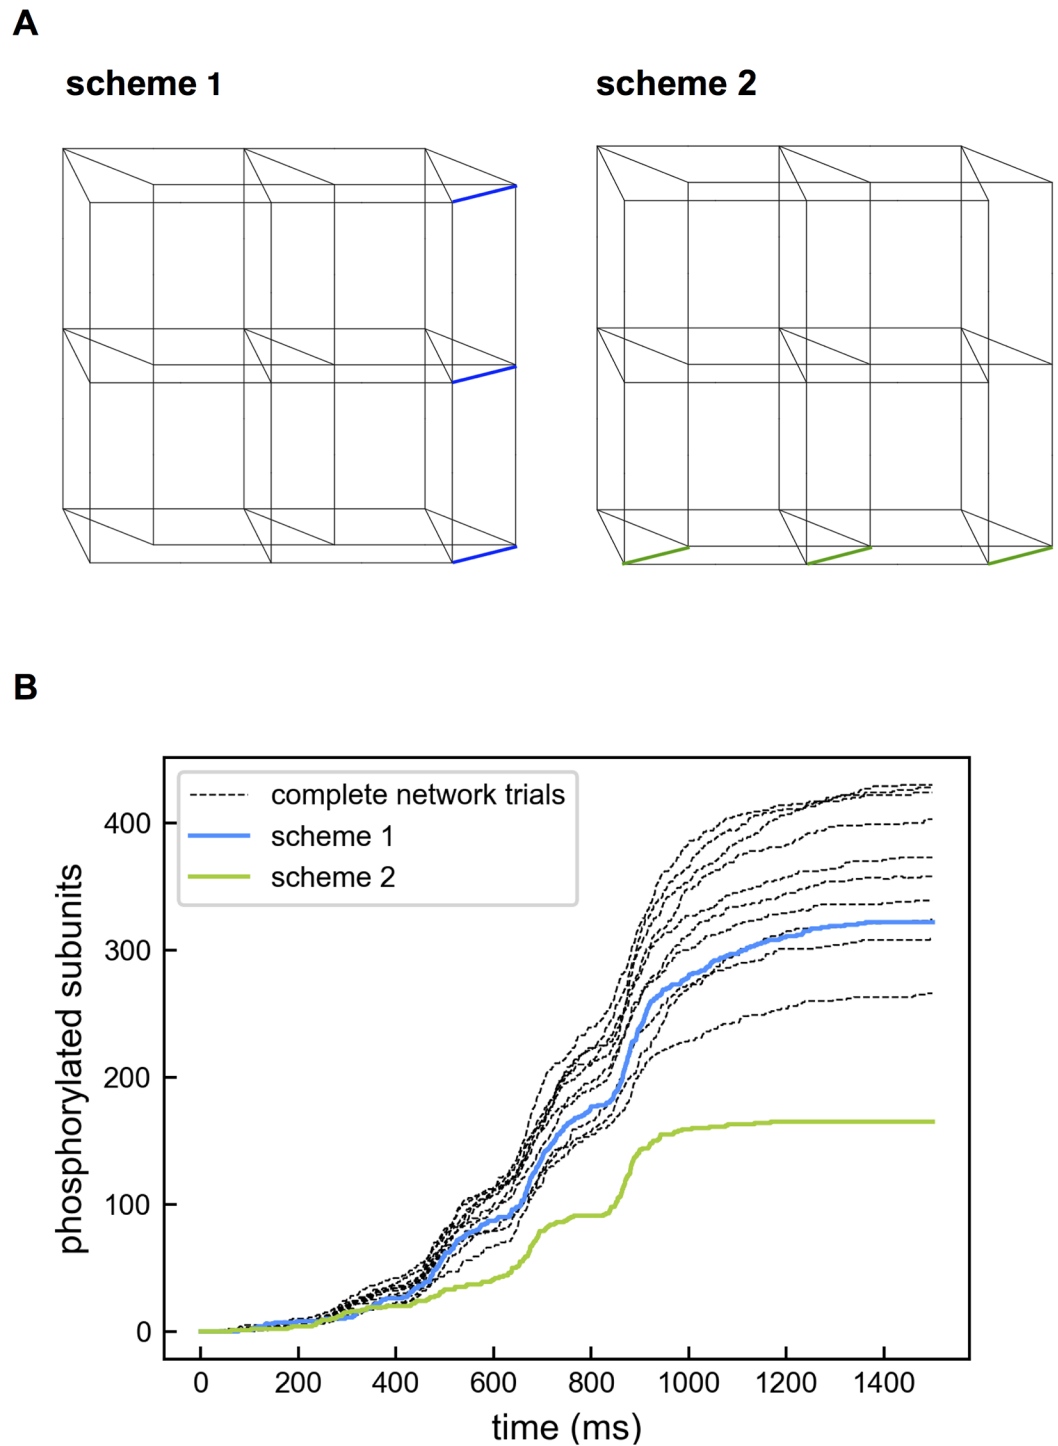 A
scheme 1
scheme 2
B
complete network trials
scheme 1
scheme 2
phosphorylated subunits
400
300
200
100
0
0 200 400 600 800 1000 1200 1400
time (ms)